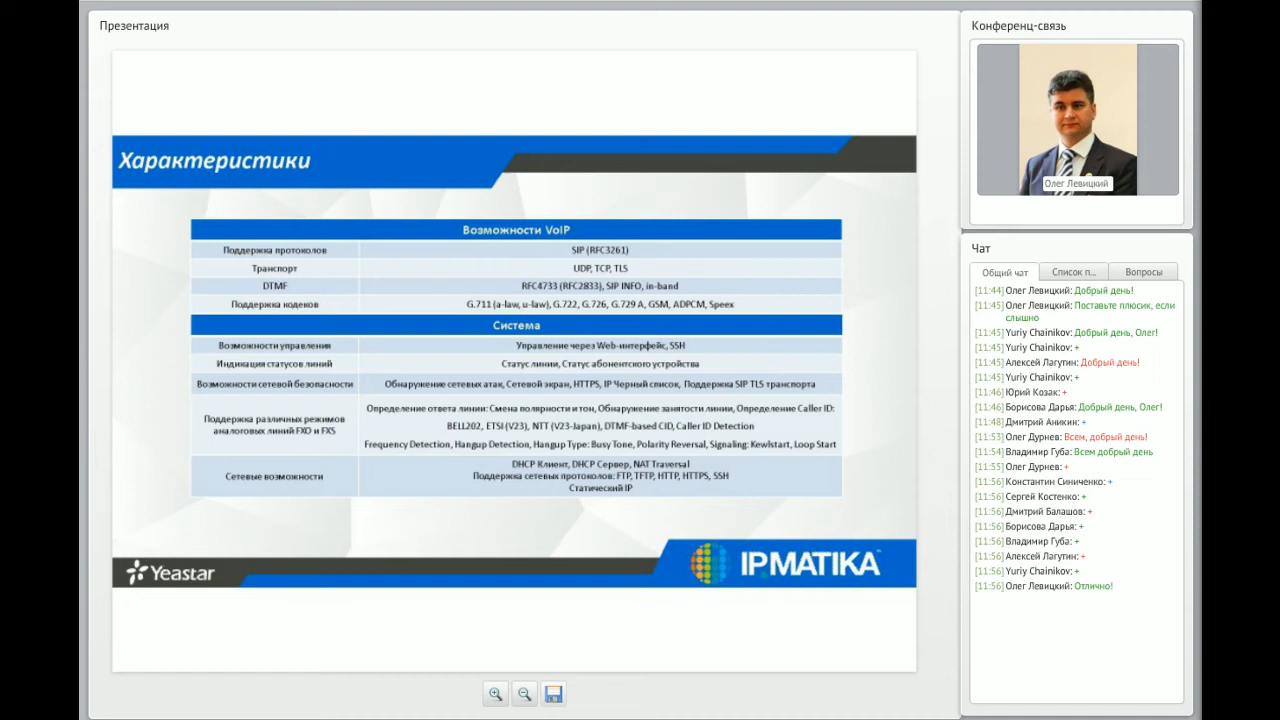 Презентация
Характеристики
Возможности VoIP
Поддержка протоколов
SIP (RFC3261)
Транспорт
UDP, TCP, TLS
DTMF
RFC4733 (RFC2833), SIP INFO, in-band
Поддержка кодеков
G.711 (a-law, u-law), G.722, G.726, G.729 A, GSM, ADPCM, Speex
Система
Возможности управления
Управление через Web-интерфейс, SSH
Индикация статусов линий
Статус линии, Статус абонентского устройства
Возможности сетевой безопасности
Обнаружение сетевых атак, Сетевой экран, HTTPS, IP Черный список, Поддержка SIP TLS транспорта
Поддержка различных режимов
аналоговых линий FXO и FXS
Определение ответа линии: Смена полярности и тон, Обнаружение занятости линии, Определение Caller ID:
BELL202, ETSI (V23), NTT (V23-Japan), DTMF-based CID, Caller ID Detection
Frequency Detection, Hangup Detection, Hangup Type: Busy Tone, Polarity Reversal, Signaling: Kewlstart, Loop Start
Сетевые возможности
DHCP Клиент, DHCP Сервер, NAT Traversal
Поддержка сетевых протоколов: FTP, TFTP, HTTP, HTTPS, SSH
Статический IP
Yeastar
IPMATIKA
Конференц-связь
Олег Левицкий
Чат
Общий чат
Список п...
Вопросы
[11:44] Олег Левицкий: Добрый день!
[11:45] Олег Левицкий: Поставьте плюсик, если
слышно
[11:45] Yuriy Chainikov: Добрый день, Олег!
[11:45] Yuriy Chainikov: +
[11:45] Алексей Лагутин: Добрый день!
[11:45] Yuriy Chainikov: +
[11:46] Юрий Козак: +
[11:46] Борисова Дарья: Добрый день, Олег!
[11:48] Дмитрий Аникин: +
[11:53] Олег Дурнев: Всем, добрый день!
[11:54] Владимир Губа: Всем добрый день
[11:55] Олег Дурнев: +
[11:56] Константин Синиченко: +
[11:56] Сергей Костенко: +
[11:56] Дмитрий Балашов: +
[11:56] Борисова Дарья: +
[11:56] Владимир Губа: +
[11:56] Алексей Лагутин: +
[11:56] Yuriy Chainikov: +
[11:56] Олег Левицкий: Отлично!